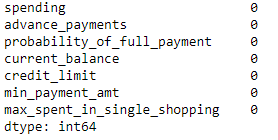 spending 0
advance_payments 0
probability_of_full_payment 0
current_balance 0
credit_limit 0
min_payment_amt 0
max_spent_in_single_shopping 0
dtype: int64